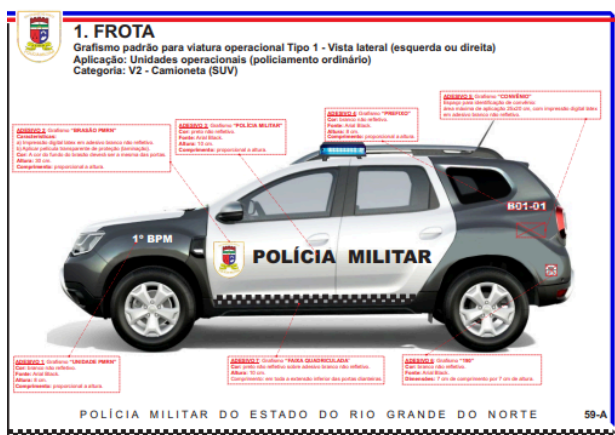 1. FROTA
Grafismo padrão para viatura operacional Tipo 1 - Vista lateral (esquerda ou direita)
Aplicação: Unidades operacionais (policiamento ordinário)
Categoria: V2 - Camioneta (SUV)
ADESIVO 5: Grafismo "CONVÊNIO"
Espaço para identificação de convênio
área máxima de aplicação 25x20 cm, com impressão digital látex
em adesivo branco não refletivo.
ADESIVO 4: Grafismo "PREFIXO"
Cor: branco não refletivo.
Fonte: Arial Black.
Altura: 8 cm.
Comprimento: proporcional a altura.
ADESIVO 3: Grafismo "POLÍCIA MILITAR"
Cor: preto não refletivo.
Fonte: Arial Black.
Altura: 10 cm.
Comprimento: proporcional a altura.
ADESIVO 2: Grafismo "BRASÃO PMRN"
Características:
a) Impressão digital látex em adesivo branco não refletivo.
b) Aplicar película transparente de proteção (laminação).
Cor: A cor do fundo do brasão deverá ser a mesma das portas.
Altura: 30 cm.
Comprimento: proporcional a altura.
B01-01
1º BPM
POLÍCIA MILITAR
ADESIVO 1: Grafismo "UNIDADE PMRN"
Cor: branco não refletivo.
Fonte: Arial Black.
Altura: 8 cm.
Comprimento: proporcional a altura.
ADESIVO 7: Grafismo "FAIXA QUADRICULADA"
Cor: preto não refletivo sobre adesivo branco não refletivo.
Altura: 10 cm.
Comprimento: em toda a extensão inferior das portas dianteiras
ADESIVO 6: Grafismo "190"
Cor: branco não refletivo.
Fonte: Arial Black.
Dimensões: 7 cm de comprimento por 7 cm de altura.
POLÍCIA MILITAR DO ESTADO DO RIO GRANDE DO NORTE
59-A